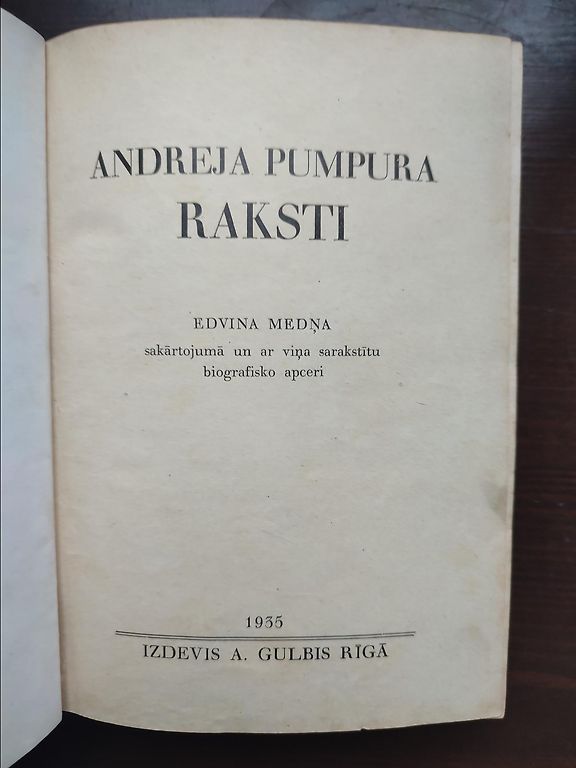 ANDREJA PUMPURA
RAKSTI
EDVINA MEDŅA
sakārtojumā un ar viņa sarakstītu
biografisko apceri
1935
IZDEVIS A. GULBIS RĪGĀ